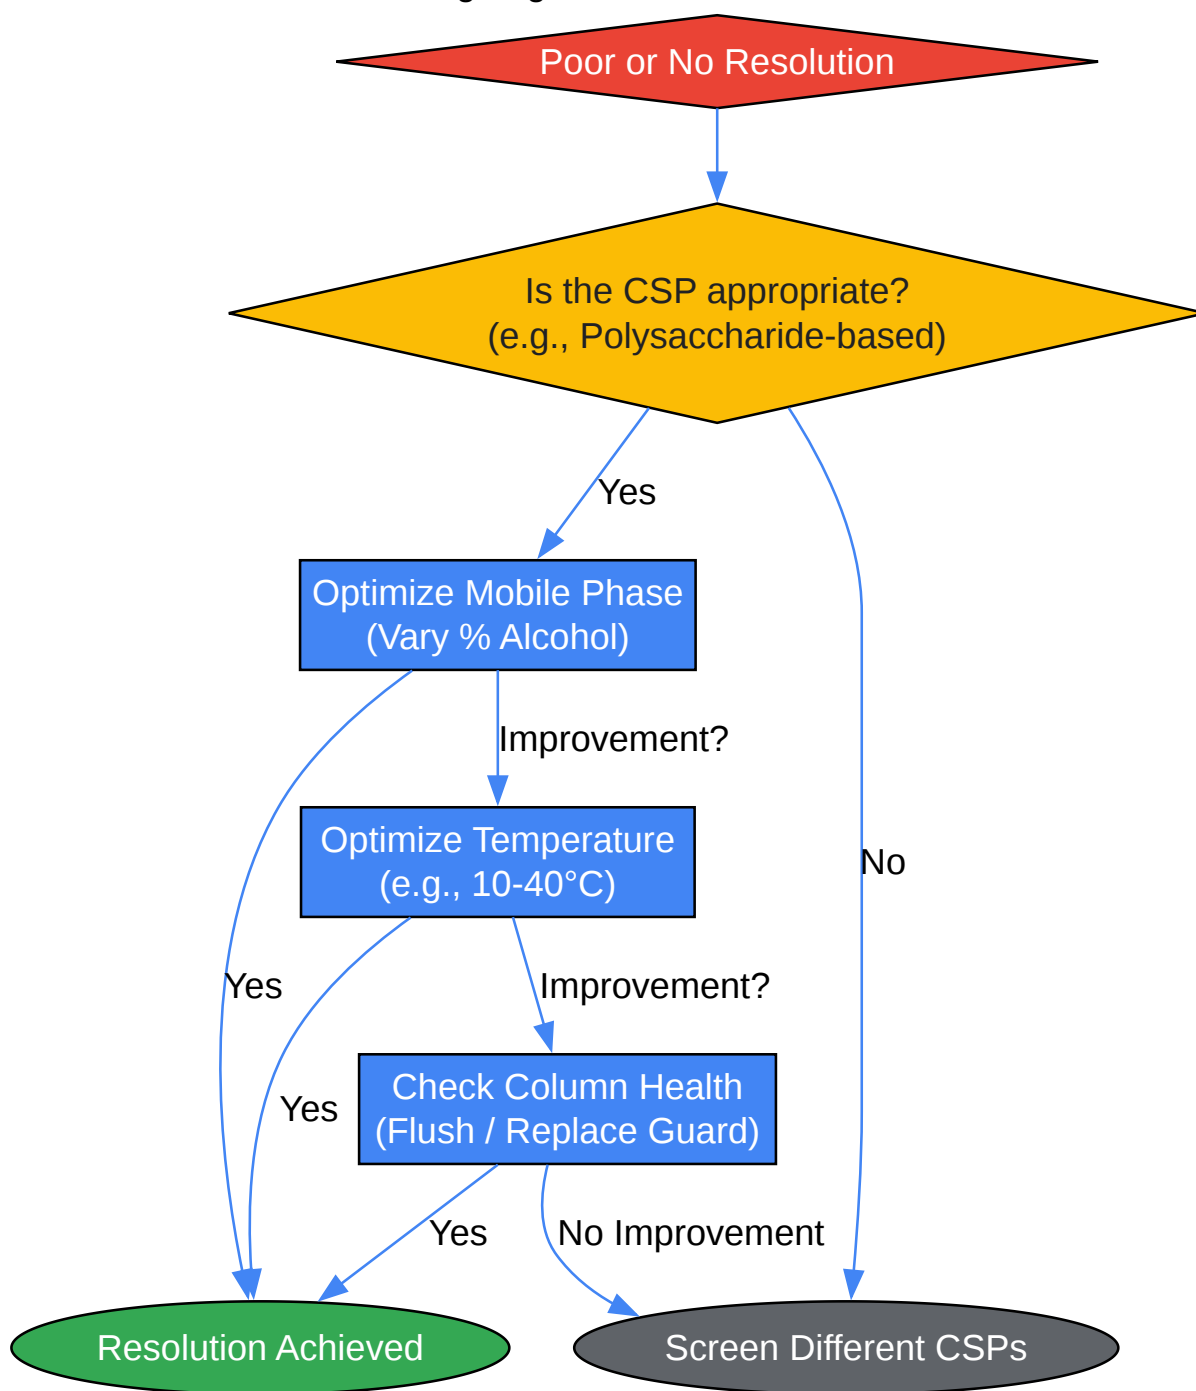 Poor or No Resolution
Is the CSP appropriate?
(e.g., Polysaccharide-based)
Yes
Optimize Mobile Phase
(Vary % Alcohol)
Improvement?
Optimize Temperature
(e.g., 10-40°C)
No
Yes
Improvement?
Check Column Health
(Flush / Replace Guard)
Yes
Yes
No Improvement
Resolution Achieved
Screen Different CSPs